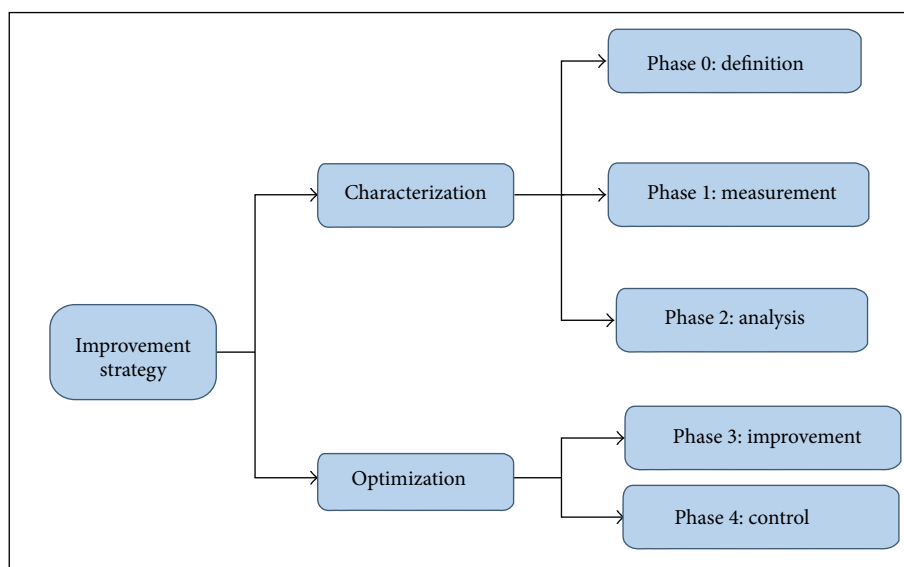 Improvement
strategy
Characterization
Phase 0: definition
Phase 1: measurement
Phase 2: analysis
Optimization
Phase 3: improvement
Phase 4: control